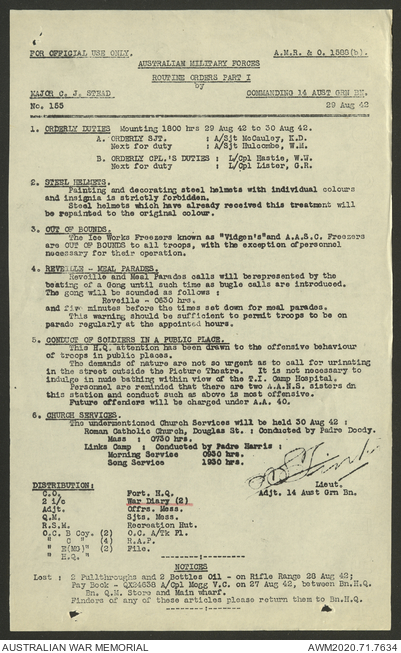 FOR OFFICIAL USE ONLY. A.M.R. & O. 1568(b).
AUSTRALIAN MILITARY FORCES
ROUTINE ORDERS PART I
by
MAJOR C. J. STEAD COMMANDING 14 AUST GRN BN.
No. 155 29 Aug 42
1. ORDERLY DUTIES Mounting 1800 hrs 29 Aug 42 to 30 Aug 42.
A. ORDERLY SJT. : A/Sjt McCauley, K.D.
Next for duty : A/Sjt Hulcombe, W.M.
B. ORDERLY CPL.'S DUTIES : L/Cpl Hastie, W.W.
Next for duty : L/Cpl Lister, G.R.
2. STEEL HELMETS.
Painting and decorating steel helmets with individual colours
and insignia is strictly forbidden.
Steel helmets which have already received this treatment will
be repainted to the original colour.
3. OUT OF BOUNDS.
The Ice Works Freezers known as "Vidgen's"and A.A.S.C. Freezers
are OUT OF BOUNDS to all troops, with the exception ofpersonnel
necessary for their operation.
4. REVEILLE - MEAL PARADES.
Reveille and Meal Parades calls will berepresented by the
beating of a Gong until such time as bugle calls are introduced.
The gong will be sounded as follows :
Reveille - 0630 hrs.
and five minutes before the times set down for meal parades.
This warning should be sufficient to permit troops to be on
parade regularly at the appointed hours.
5. CONDUCT OF SOLDIERS IN A PUBLIC PLACE.
This H.Q. attention has been drawn to the offensive behaviour
of troops in public places.
The demands of nature are not so urgent as to call for urinating
in the street outside the Picture Theatre. It is not necessary to
indulge in nude bathing within view of the T.I. Camp Hospital.
Personnel are reminded that there are two A.A.N.S. sisters on
this station and conduct such as above is most offensive.
Future offenders will be charged under A.A. 40.
6. CHURCH SERVICES.
The undermentioned Church Services will be held 30 Aug 42 :
Roman Catholic Church, Douglas St. : Conducted by Padre Doody.
Mass : 0730 hrs.
Links Camp : Conducted by Padre Harris :
Morning Service 0930 hrs.
Song Service 1930 hrs.
Lieut.
Adjt. 14 Aust Grn Bn.
DISTRIBUTION:
C.O. Fort. H.Q.
2 i/c War Diary (2)
Adjt. Offrs. Mess.
Q.M. Sjts. Mess.
R.S.M. Recreation Hut.
O.C. B Coy. (2) O.C. A/Tk Pl.
" C " (4) R.A.P.
" E(MG)" (2) File.
" H.Q. "
NOTICES
Lost : 2 Pullthroughs and 2 Bottles Oil - on Rifle Range 28 Aug 42;
Pay Book - QX24658 A/Cpl Mogg V.C. on 27 Aug 42, between Bn.H.Q.
Bn. Q.M. Store and Main wharf.
Finders of any of these articles please return them to Bn.H.Q.
AUSTRALIAN WAR MEMORIAL AWM2020.71.7634